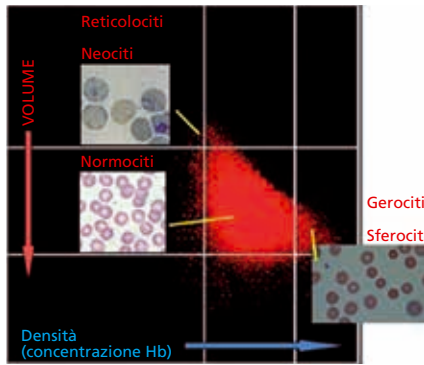 Reticolociti
Neociti
VOLUME
Normociti
Gerociti
Sferociti
Densità
(concentrazione Hb)